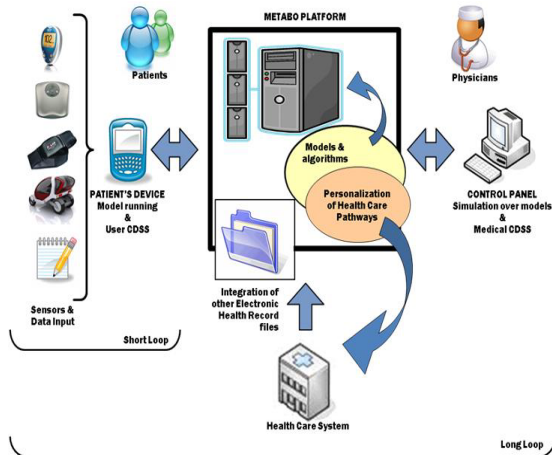 METABO PLATFORM
Patients
Physicians
Models &
algorithms
Personalization
of Health Care
Pathways
PATIENT'S DEVICE
Model running
&
User CDSS
CONTROL PANEL
Simulation over models
&
Medical CDSS
Sensors &
Data Input
Integration of
other Electronic
Health Record
files
Short Loop
Health Care System
Long Loop